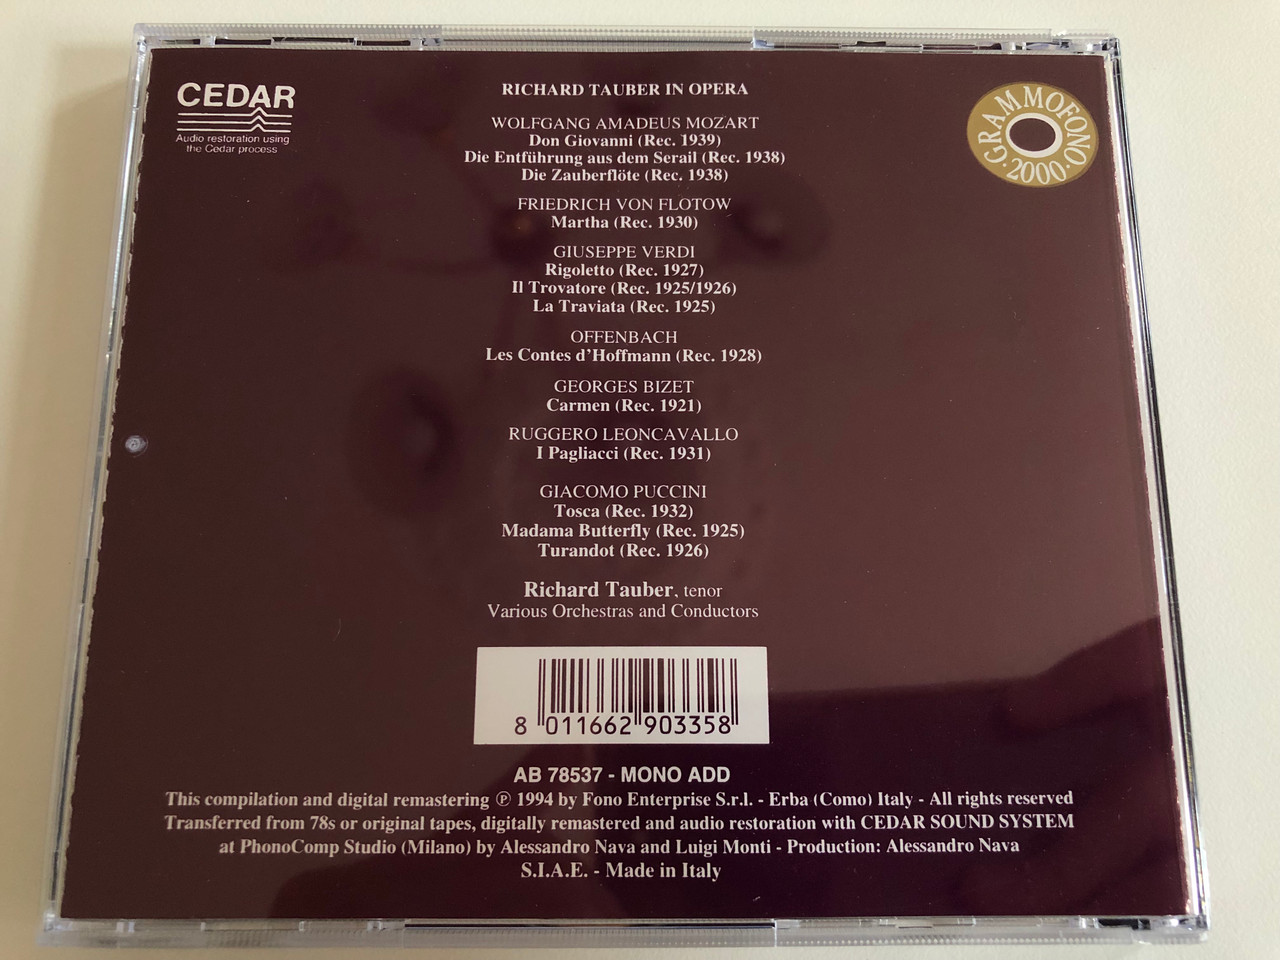 CEDAR
Audio restoration using
the Cedar process
GRAMMOFONO
· 2000 ·
RICHARD TAUBER IN OPERA
WOLFGANG AMADEUS MOZART
Don Giovanni (Rec. 1939)
Die Entführung aus dem Serail (Rec. 1938)
Die Zauberflöte (Rec. 1938)
FRIEDRICH VON FLOTOW
Martha (Rec. 1930)
GIUSEPPE VERDI
Rigoletto (Rec. 1927)
Il Trovatore (Rec. 1925/1926)
La Traviata (Rec. 1925)
OFFENBACH
Les Contes d'Hoffmann (Rec. 1928)
GEORGES BIZET
Carmen (Rec. 1921)
RUGGERO LEONCAVALLO
I Pagliacci (Rec. 1931)
GIACOMO PUCCINI
Tosca (Rec. 1932)
Madama Butterfly (Rec. 1925)
Turandot (Rec. 1926)
Richard Tauber, tenor
Various Orchestras and Conductors
8 011662 903358
AB 78537 - MONO ADD
This compilation and digital remastering ℗ 1994 by Fono Enterprise S.r.l. - Erba (Como) Italy - All rights reserved
Transferred from 78s or original tapes, digitally remastered and audio restoration with CEDAR SOUND SYSTEM
at PhonoComp Studio (Milano) by Alessandro Nava and Luigi Monti - Production: Alessandro Nava
S.I.A.E. - Made in Italy